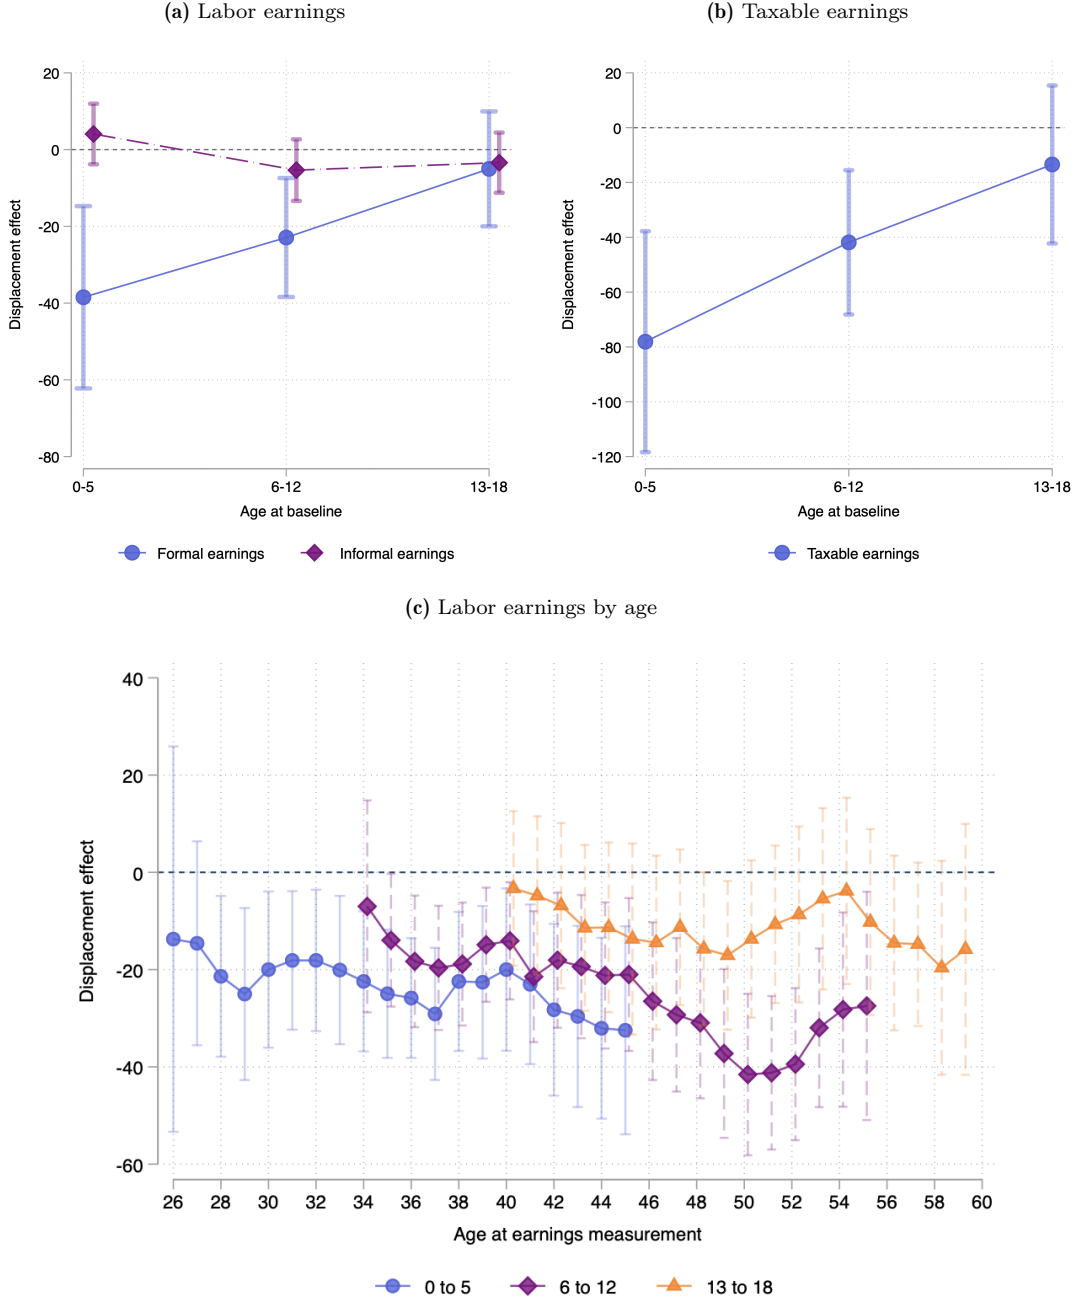 (a) Labor earnings
(b) Taxable earnings
20
0
-20
-40
-60
-80
Displacement effect
0-5
6-12
13-18
Age at baseline
Formal earnings
Informal earnings
20
0
-20
-40
-60
-80
-100
-120
Displacement effect
0-5
6-12
13-18
Age at baseline
Taxable earnings
(c) Labor earnings by age
40
20
0
-20
-40
-60
Displacement effect
26 28 30 32 34 36 38 40 42 44 46 48 50 52 54 56 58 60
Age at earnings measurement
0 to 5
6 to 12
13 to 18